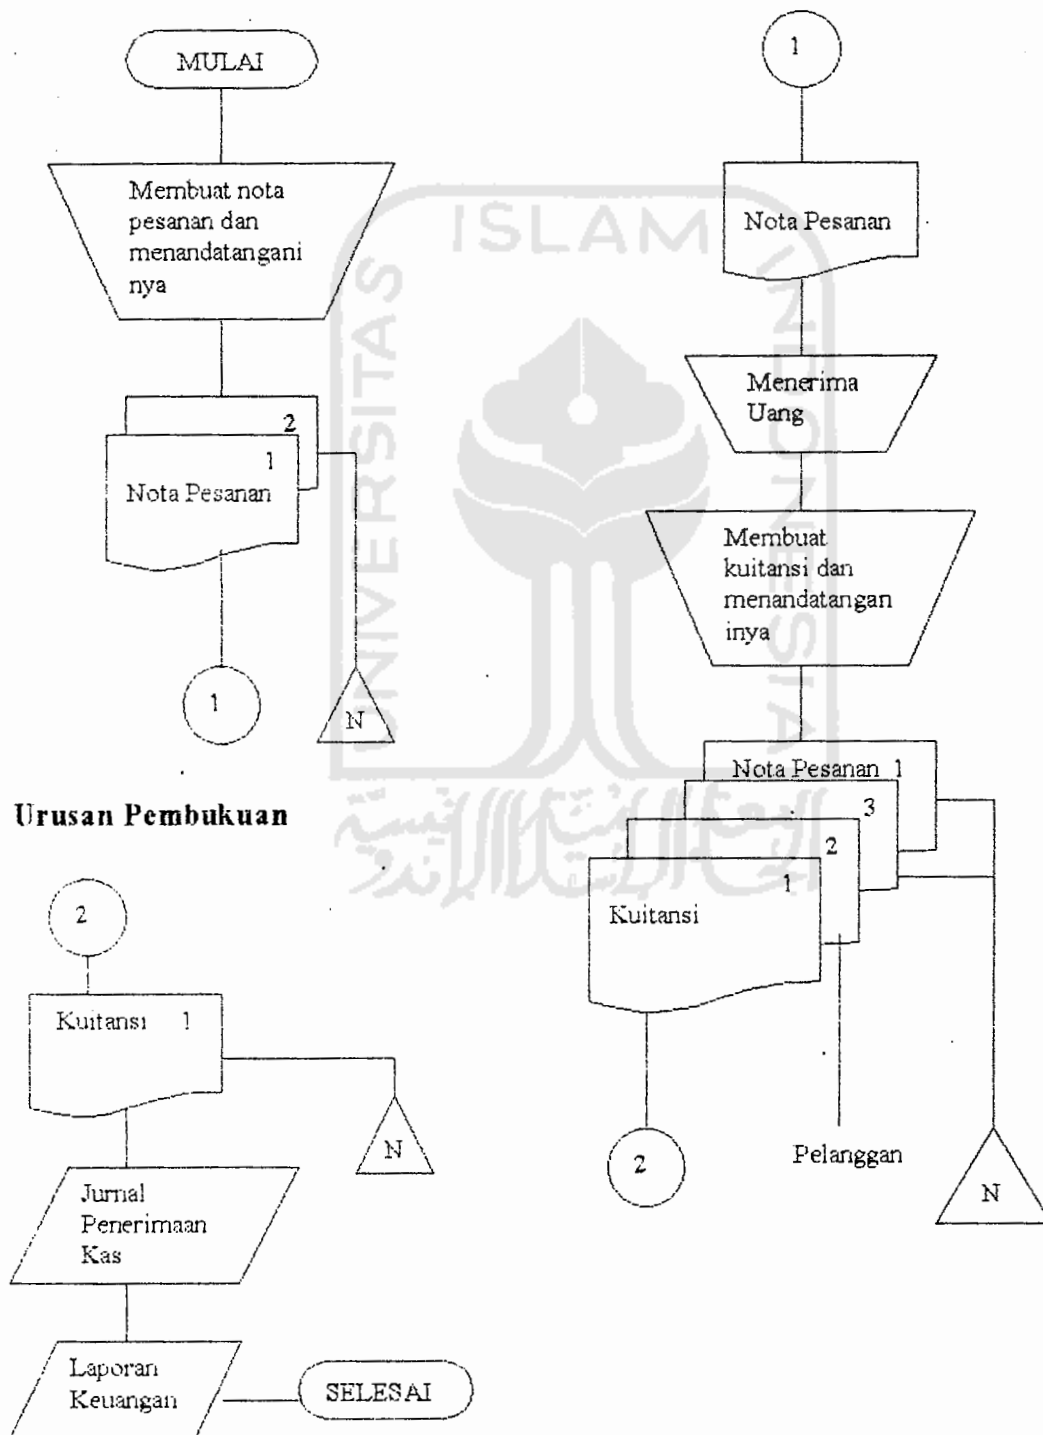 MULAI
Membuat nota
pesanan dan
menandatangani
nya
2
1
Nota Pesanan
1
N
1
Nota Pesanan
Menerima
Uang
Membuat
kuitansi dan
menandatangan
inya
Nota Pesanan 1
3
2
1
Kuitansi
2
Pelanggan
N
Urusan Pembukuan
2
Kuitansi 1
N
Jurnal
Penerimaan
Kas
Laporan
Keuangan
SELESAI
UNIVERSITAS
ISLAM
INDONESIA